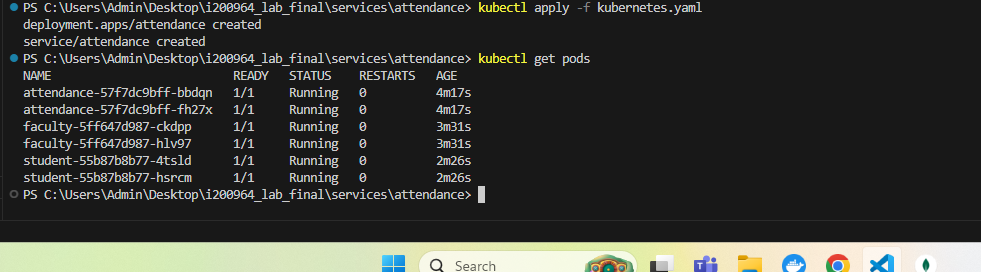 PS C:\Users\Admin\Desktop\i200964_lab_final\services\attendance> kubectl apply -f kubernetes.yaml
deployment.apps/attendance created
service/attendance created
PS C:\Users\Admin\Desktop\i200964_lab_final\services\attendance> kubectl get pods
NAME READY STATUS RESTARTS AGE
attendance-57f7dc9bff-bbdqn 1/1 Running 0 4m17s
attendance-57f7dc9bff-fh27x 1/1 Running 0 4m17s
faculty-5ff647d987-ckdpp 1/1 Running 0 3m31s
faculty-5ff647d987-hlv97 1/1 Running 0 3m31s
student-55b87b8b77-4tsld 1/1 Running 0 2m26s
student-55b87b8b77-hsrcm 1/1 Running 0 2m26s
PS C:\Users\Admin\Desktop\i200964_lab_final\services\attendance>
Search